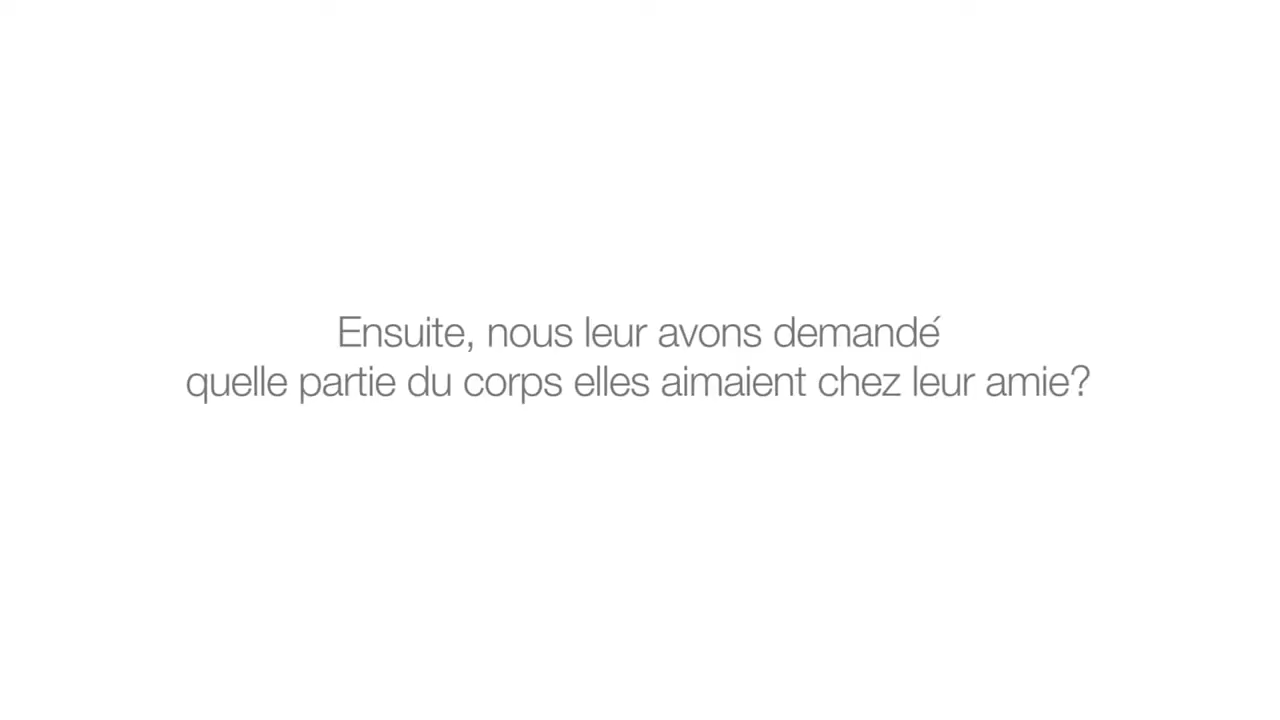 Ensuite, nous leur avons demandé
quelle partie du corps elles aimaient chez leur amie?